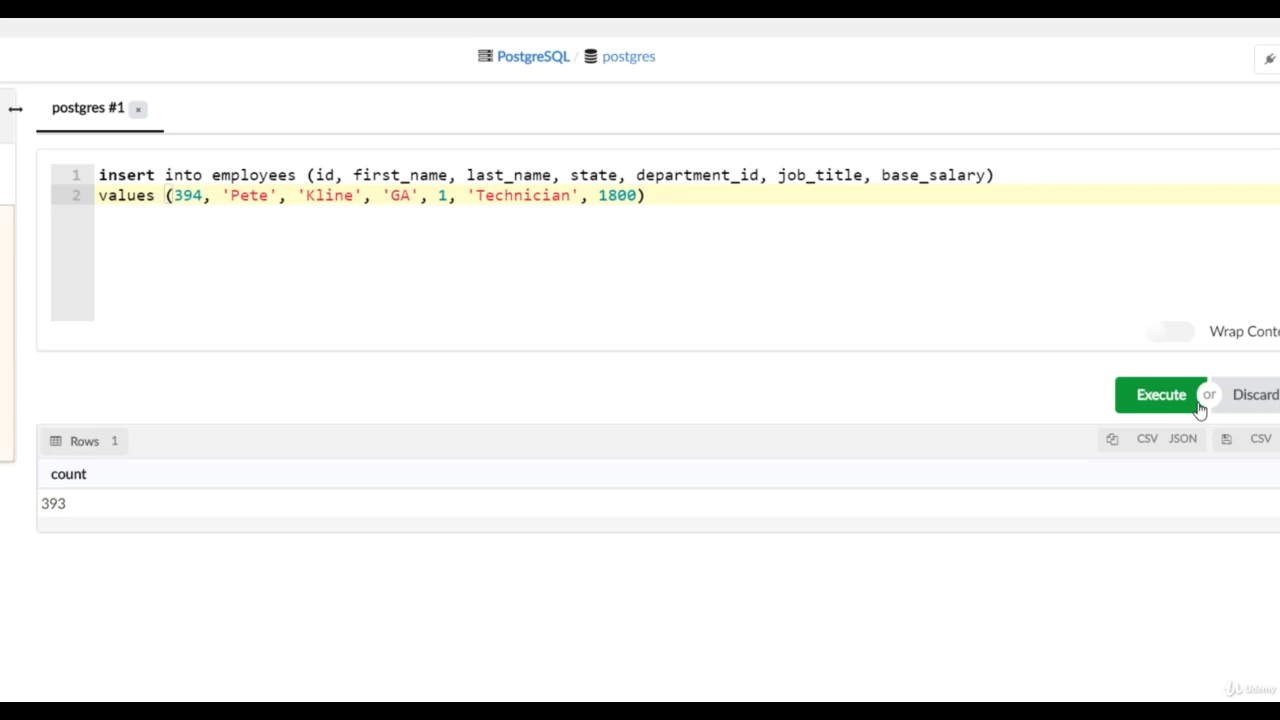 PostgreSQL / postgres
postgres #1 ×
1 insert into employees (id, first_name, last_name, state, department_id, job_title, base_salary)
2 values (394, 'Pete', 'Kline', 'GA', 1, 'Technician', 1800)
Wrap Conte
Execute or Discard
Rows 1 CSV JSON CSV
count
393
Udemy